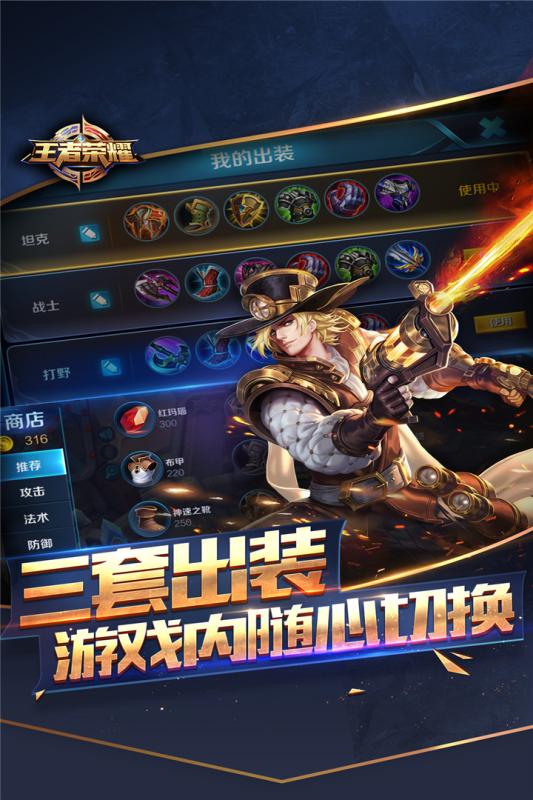 王者荣耀
我的出装
坦克
使用中
战士
使用
打野
商店
316
推荐
攻击
法术
防御
红玛瑙
300
布甲
220
神速之靴
250
三套出装
游戏内随心切换